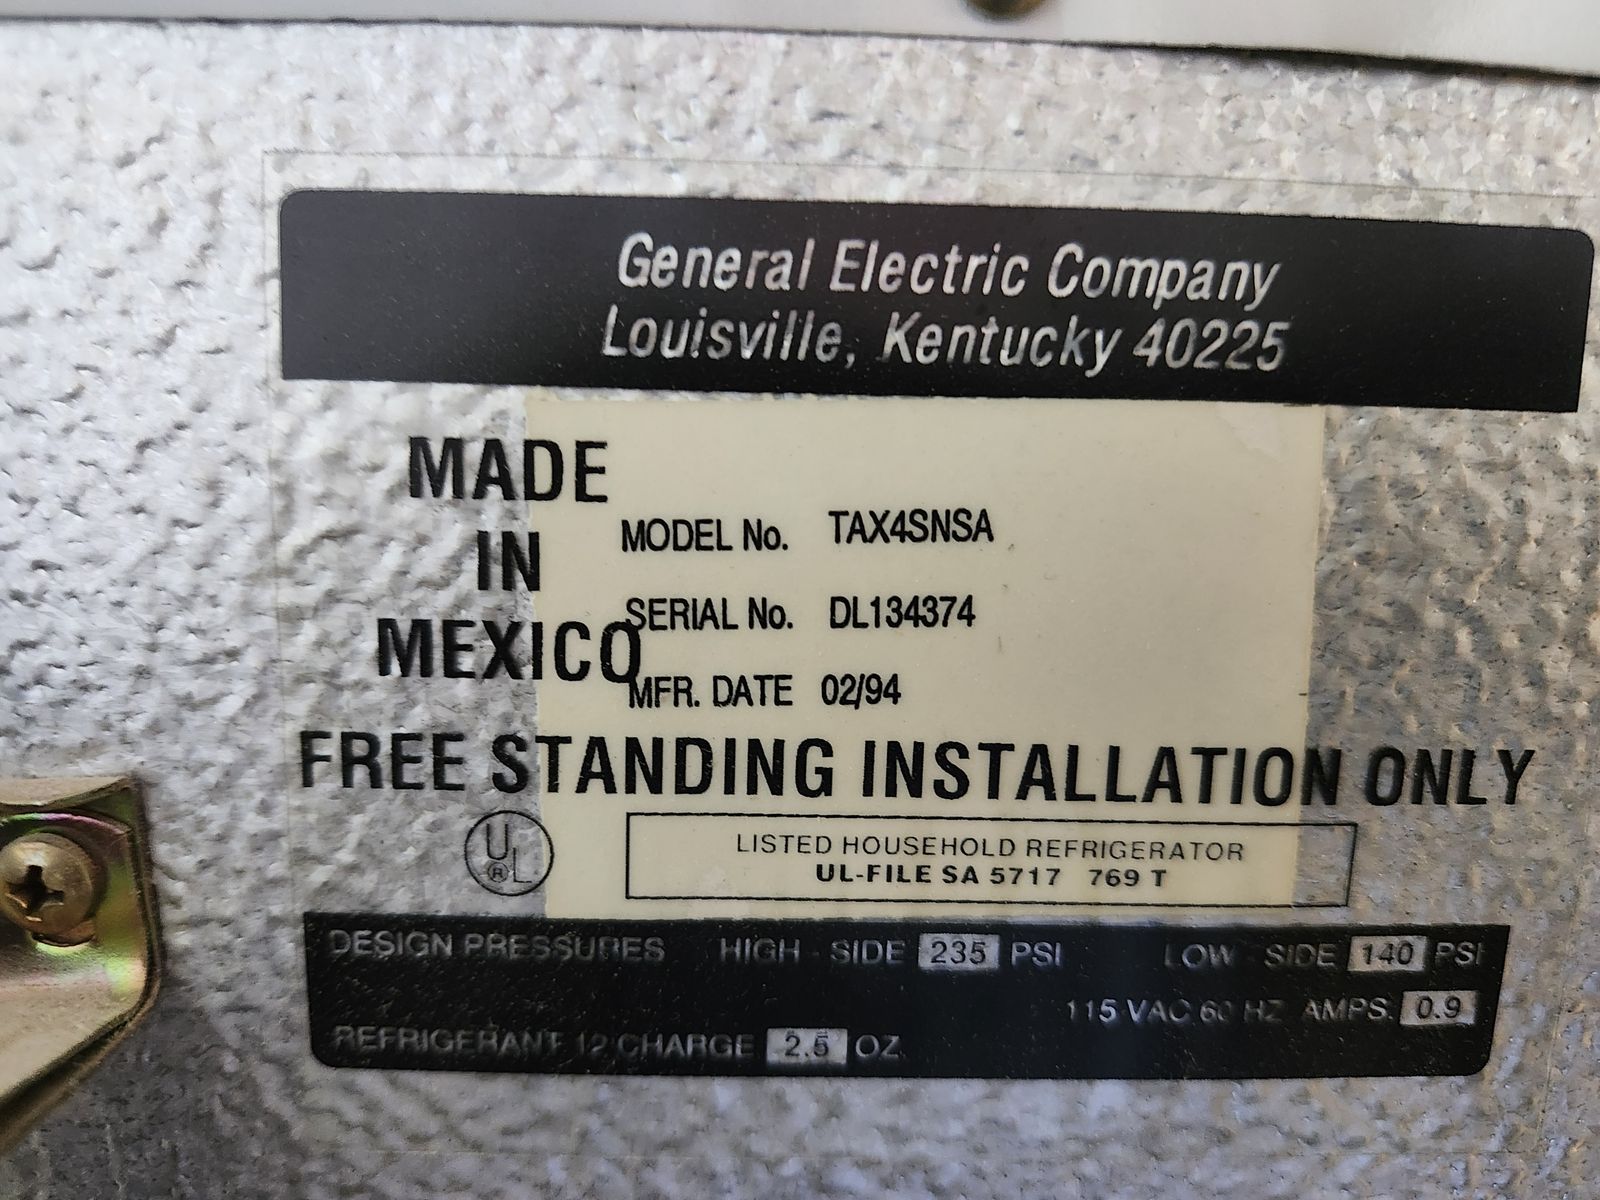 General Electric Company
Louisville, Kentucky 40225
MADE
IN
MEXICO
MODEL No. TAX4SNSA
SERIAL No. DL134374
MFR. DATE 02/94
FREE STANDING INSTALLATION ONLY
UL ®
LISTED HOUSEHOLD REFRIGERATOR
UL-FILE SA 5717 769 T
DESIGN PRESSURES HIGH - SIDE 235 PSI LOW - SIDE 140 PSI
115 VAC 60 HZ AMPS. 0.9
REFRIGERANT 12 CHARGE 2.5 OZ